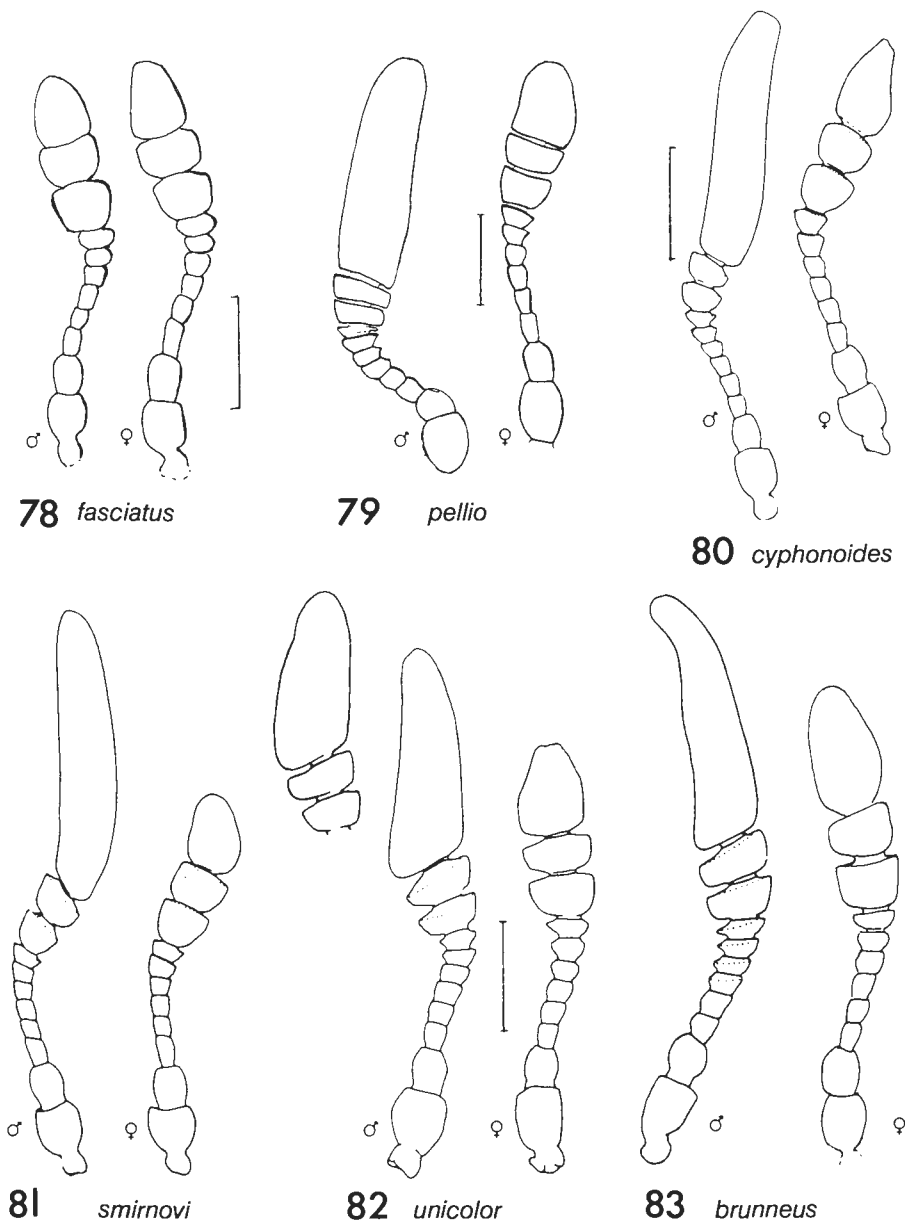 ♂ ♀
78 fasciatus
♂ ♀
79 pellio
♂ ♀
80 cyphonoides
♂ ♀
81 smirnovi
♂ ♀
82 unicolor
♂ ♀
83 brunneus